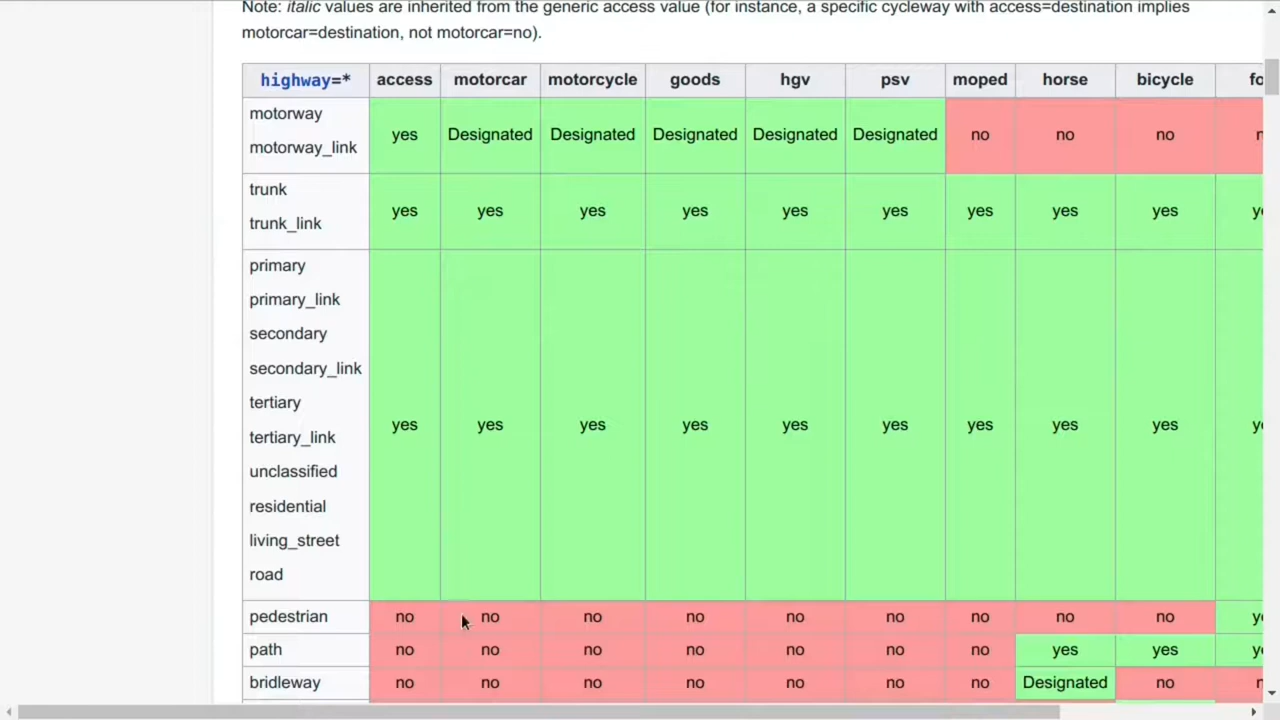 Note: italic values are inherited from the generic access value (for instance, a specific cycleway with access=destination implies
motorcar=destination, not motorcar=no).
highway=* access motorcar motorcycle goods hgv psv moped horse bicycle
motorway
motorway_link
yes Designated Designated Designated Designated Designated no no no
trunk
trunk_link
yes yes yes yes yes yes yes yes yes
primary
primary_link
secondary
secondary_link
tertiary
tertiary_link
unclassified
residential
living_street
road
yes yes yes yes yes yes yes yes yes
pedestrian no no no no no no no no no
path no no no no no no no yes yes
bridleway no no no no no no no Designated no